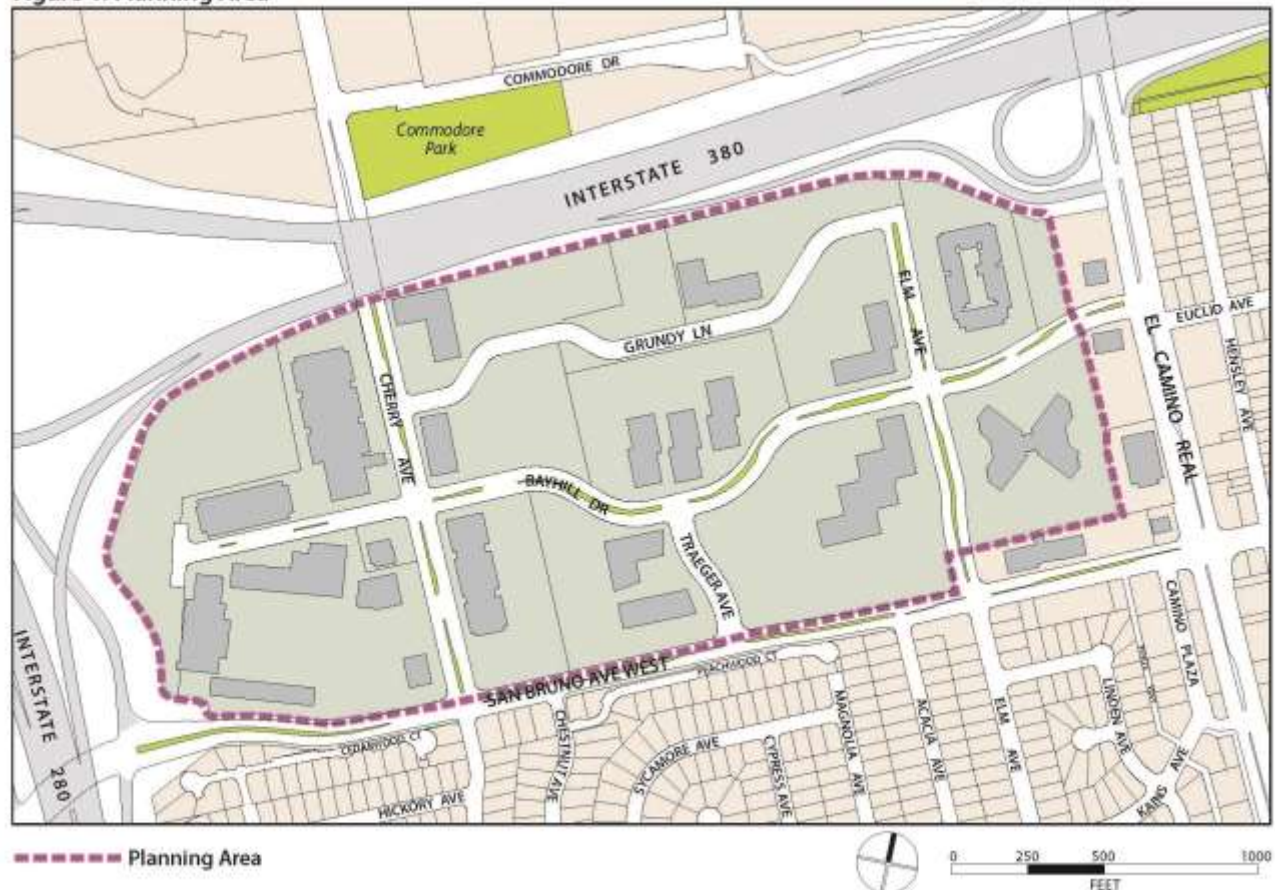 COMMODORE DR
Commodore
Park
INTERSTATE 380
GRUNDY LN
ELM AVE
EUCLID AVE
EL CAMINO REAL
HENSLEY AVE
CHERRY AVE
BAYHILL DR
TRAEGER AVE
SAN BRUNO AVE WEST
PEACHWOOD CT
CAMINO PLAZA
INTERSTATE 280
CEDARWOOD CT
CHESTNUT AVE
SYCAMORE AVE
CYPRESS AVE
MAGNOLIA AVE
ACACIA AVE
ELM AVE
LINDEN AVE
KAINS AVE
HICKORY AVE
Planning Area
0 250 500 1000
FEET